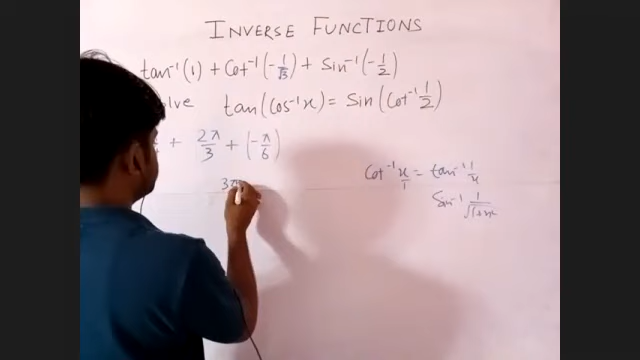 INVERSE FUNCTIONS
tan⁻¹(1) + Cot⁻¹(-1/√3) + Sin⁻¹(-1/2)
tan(Cos⁻¹x) = Sin(Cot⁻¹ 1/2)
+ 2π/3 + (-π/6)
3π
Cot⁻¹ x/1 = tan⁻¹ 1/x
Sin⁻¹ 1/√(1+x²)